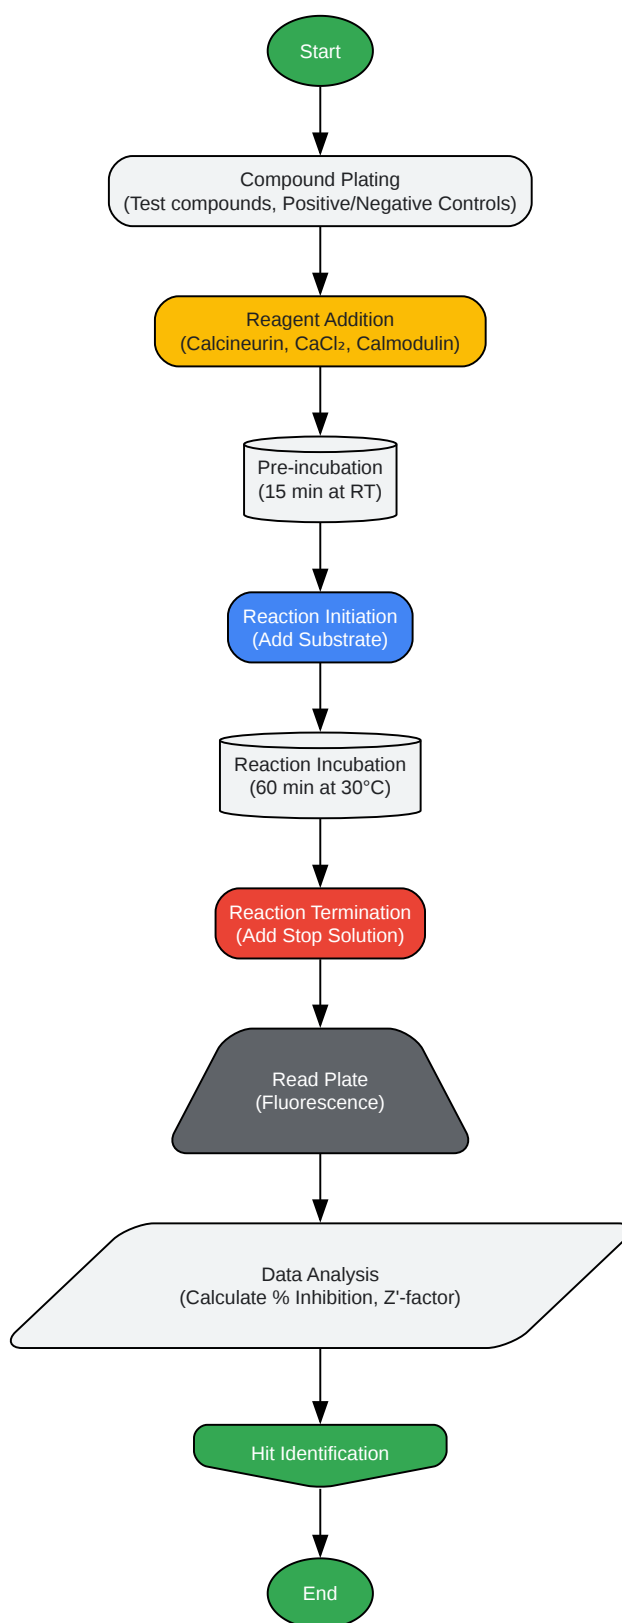 Start
Compound Plating
(Test compounds, Positive/Negative Controls)
Reagent Addition
(Calcineurin, CaCl₂, Calmodulin)
Pre-incubation
(15 min at RT)
Reaction Initiation
(Add Substrate)
Reaction Incubation
(60 min at 30°C)
Reaction Termination
(Add Stop Solution)
Read Plate
(Fluorescence)
Data Analysis
(Calculate % Inhibition, Z'-factor)
Hit Identification
End